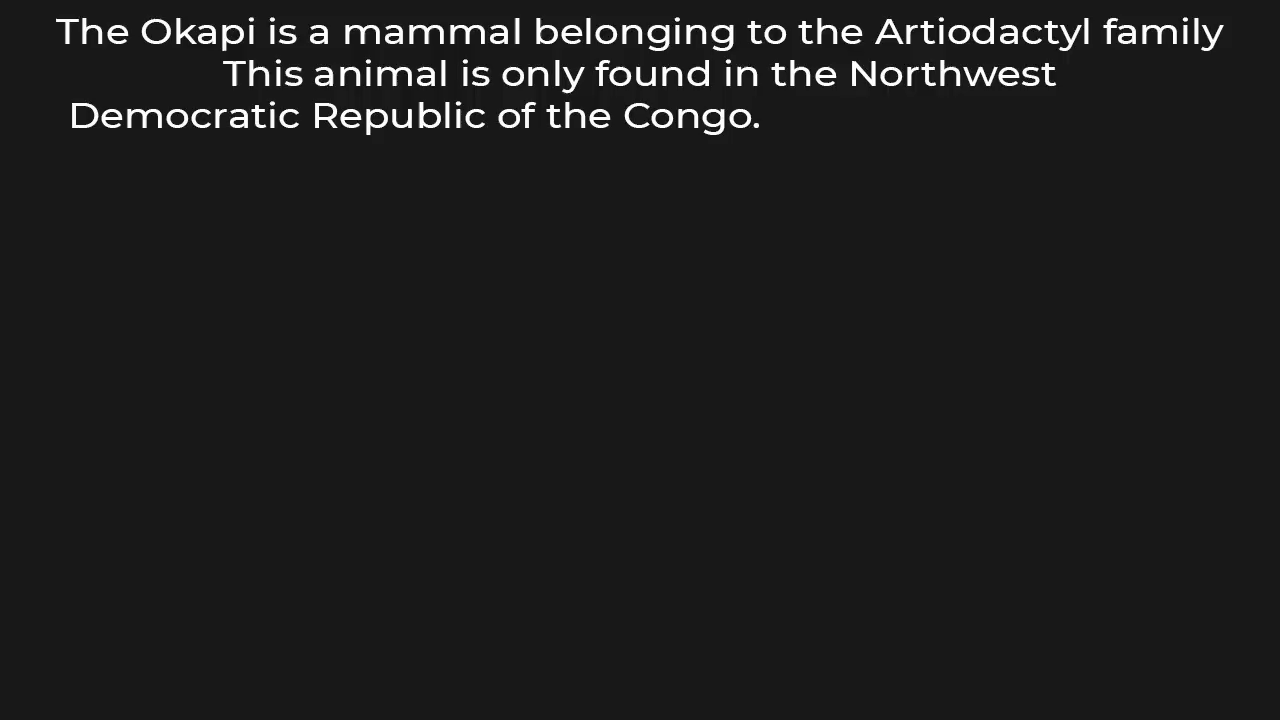 The Okapi is a mammal belonging to the Artiodactyl family
This animal is only found in the Northwest
Democratic Republic of the Congo.